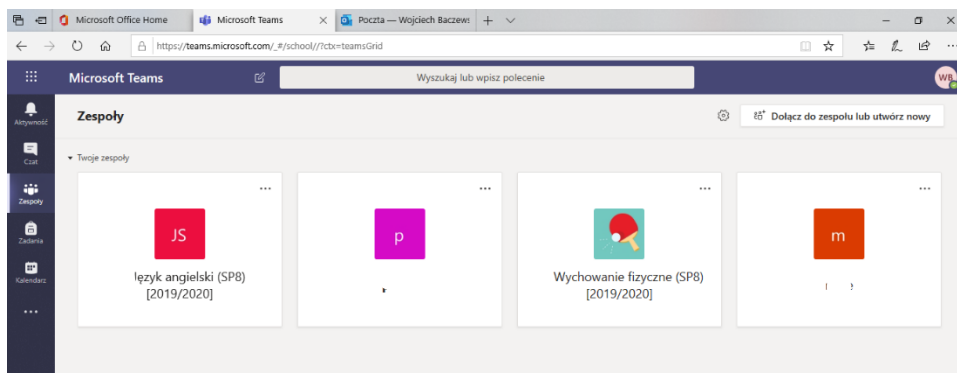 Microsoft Office Home
Microsoft Teams
Poczta — Wojciech Baczews
https://teams.microsoft.com/_#/school//?ctx=teamsGrid
Microsoft Teams
Wyszukaj lub wpisz polecenie
WB
Aktywność
Czat
Zespoły
Zadania
Kalendarz
Zespoły
Dołącz do zespołu lub utwórz nowy
Twoje zespoły
JS
p
m
Język angielski (SP8)
[2019/2020]
Wychowanie fizyczne (SP8)
[2019/2020]